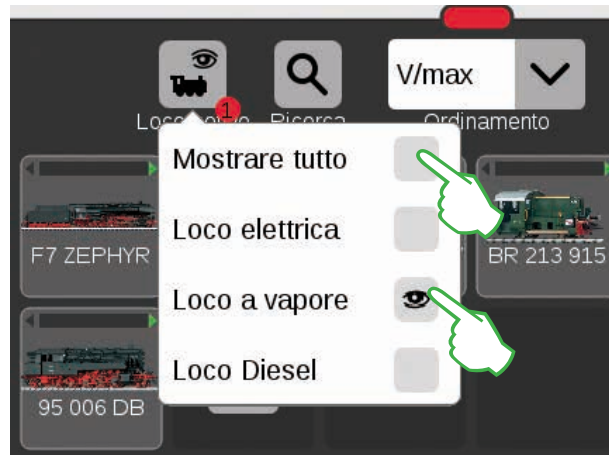 V/max
1
Ricerca
Ordinamento
Mostrare tutto
Loco elettrica
Loco a vapore
Loco Diesel
F7 ZEPHYR
BR 213 915
95 006 DB